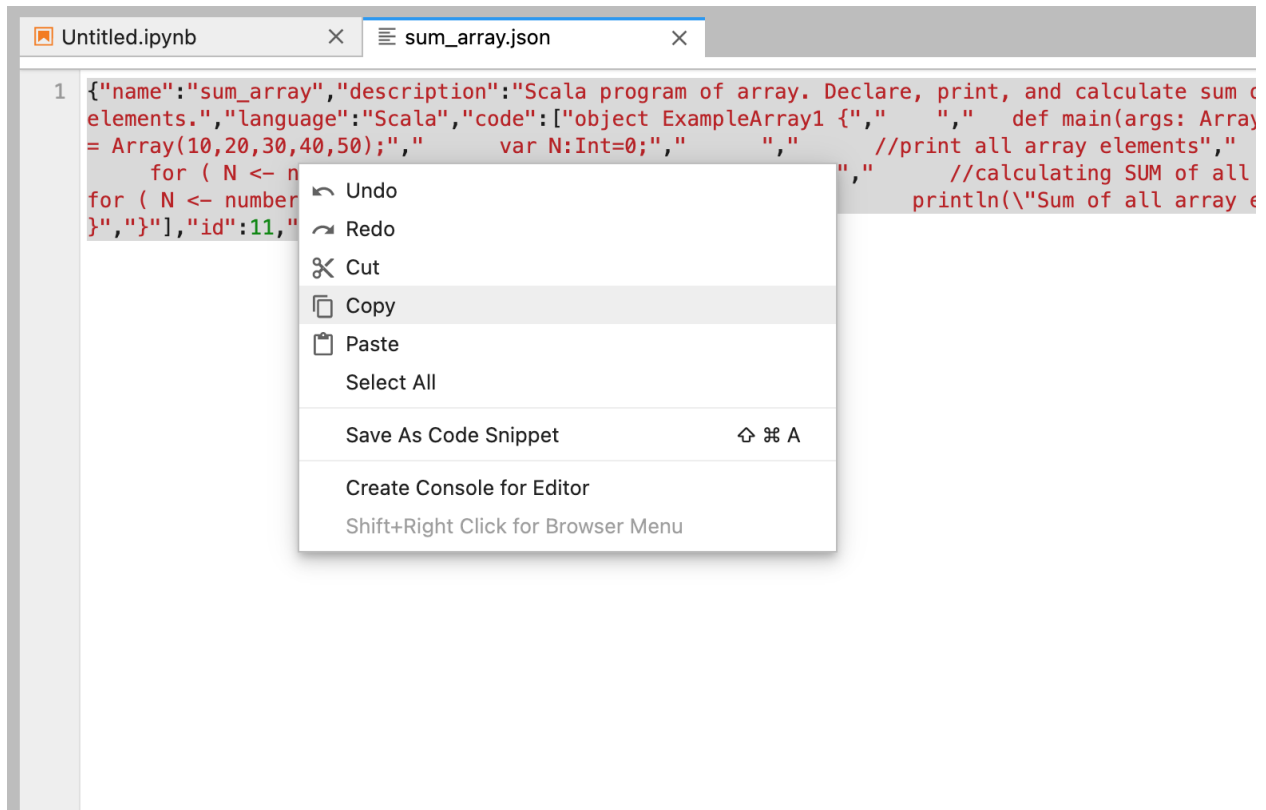 Untitled.ipynb
sum_array.json
1
{"name":"sum_array","description":"Scala program of array. Declare, print, and calculate sum
elements.","language":"Scala","code":["object ExampleArray1 {","    ","   def main(args: Array
= Array(10,20,30,40,50);","      var N:Int=0;","      ","      //print all array elements","
for ( N <- n ","      //calculating SUM of all
for ( N <- number println(\"Sum of all array
}","}"],"id":11,"
Undo
Redo
Cut
Copy
Paste
Select All
Save As Code Snippet ⇧ ⌘ A
Create Console for Editor
Shift+Right Click for Browser Menu